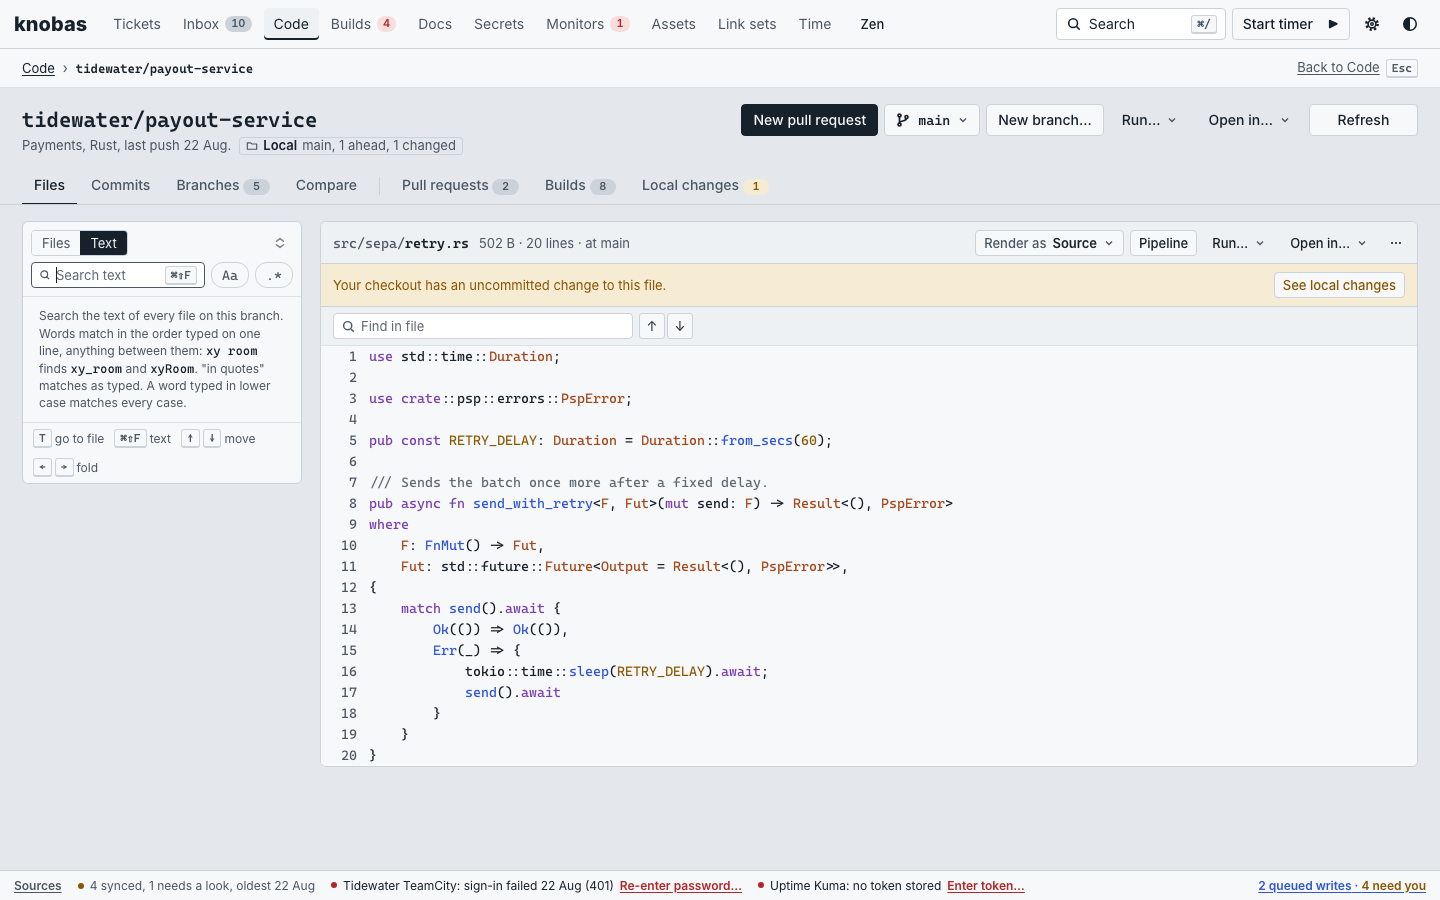 knobas Tickets Inbox 10 Code Builds 4 Docs Secrets Monitors 1 Assets Link sets Time Zen Search ⌘/ Start timer
Code › tidewater/payout-service Back to Code Esc
tidewater/payout-service New pull request main New branch... Run... Open in... Refresh
Payments, Rust, last push 22 Aug. Local main, 1 ahead, 1 changed
Files Commits Branches 5 Compare Pull requests 2 Builds 8 Local changes 1
Files Text
Search text ⌘⇧F Aa .*
Search the text of every file on this branch.
Words match in the order typed on one
line, anything between them: xy room
finds xy_room and xyRoom. "in quotes"
matches as typed. A word typed in lower
case matches every case.
T go to file ⌘⇧F text ↑ ↓ move
← → fold
src/sepa/retry.rs 502 B · 20 lines · at main Render as Source Pipeline Run... Open in... ···
Your checkout has an uncommitted change to this file. See local changes
Find in file ↑ ↓
1 use std::time::Duration;
2
3 use crate::psp::errors::PspError;
4
5 pub const RETRY_DELAY: Duration = Duration::from_secs(60);
6
7 /// Sends the batch once more after a fixed delay.
8 pub async fn send_with_retry<F, Fut>(mut send: F) -> Result<(), PspError>
9 where
10     F: FnMut() -> Fut,
11     Fut: std::future::Future<Output = Result<(), PspError>>,
12 {
13     match send().await {
14         Ok(()) => Ok(()),
15         Err(_) => {
16             tokio::time::sleep(RETRY_DELAY).await;
17             send().await
18         }
19     }
20 }
Sources 4 synced, 1 needs a look, oldest 22 Aug Tidewater TeamCity: sign-in failed 22 Aug (401) Re-enter password... Uptime Kuma: no token stored Enter token... 2 queued writes · 4 need you